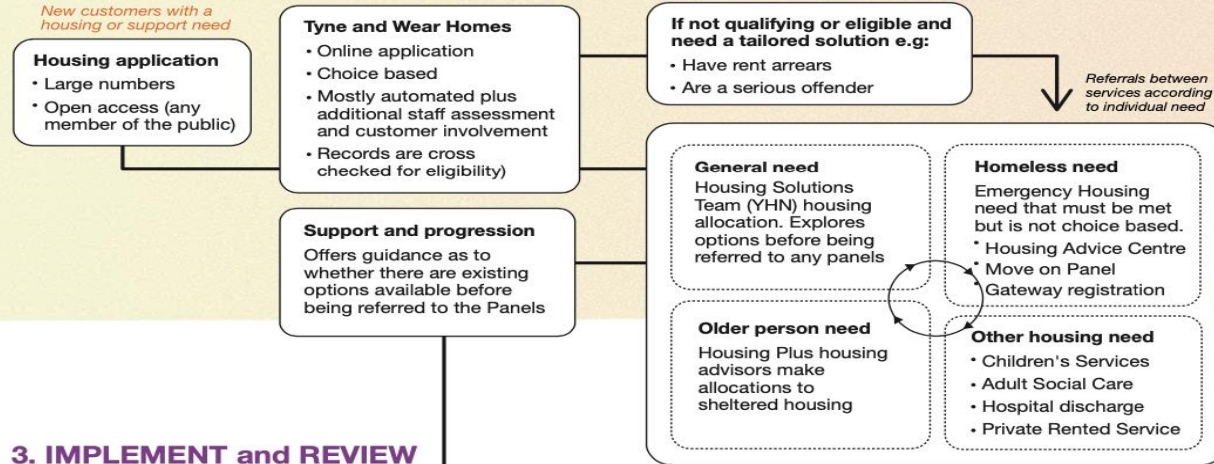 New customers with a
housing or support need
Housing application
• Large numbers
• Open access (any
member of the public)
Tyne and Wear Homes
• Online application
• Choice based
• Mostly automated plus
additional staff assessment
and customer involvement
• Records are cross
checked for eligibility)
If not qualifying or eligible and
need a tailored solution e.g:
• Have rent arrears
• Are a serious offender
Referrals between
services according
to individual need
Support and progression
Offers guidance as to
whether there are existing
options available before
being referred to the Panels
General need
Housing Solutions
Team (YHN) housing
allocation. Explores
options before being
referred to any panels
Homeless need
Emergency Housing
need that must be met
but is not choice based.
• Housing Advice Centre
• Move on Panel
• Gateway registration
Older person need
Housing Plus housing
advisors make
allocations to
sheltered housing
Other housing need
• Children's Services
• Adult Social Care
• Hospital discharge
• Private Rented Service
3. IMPLEMENT and REVIEW